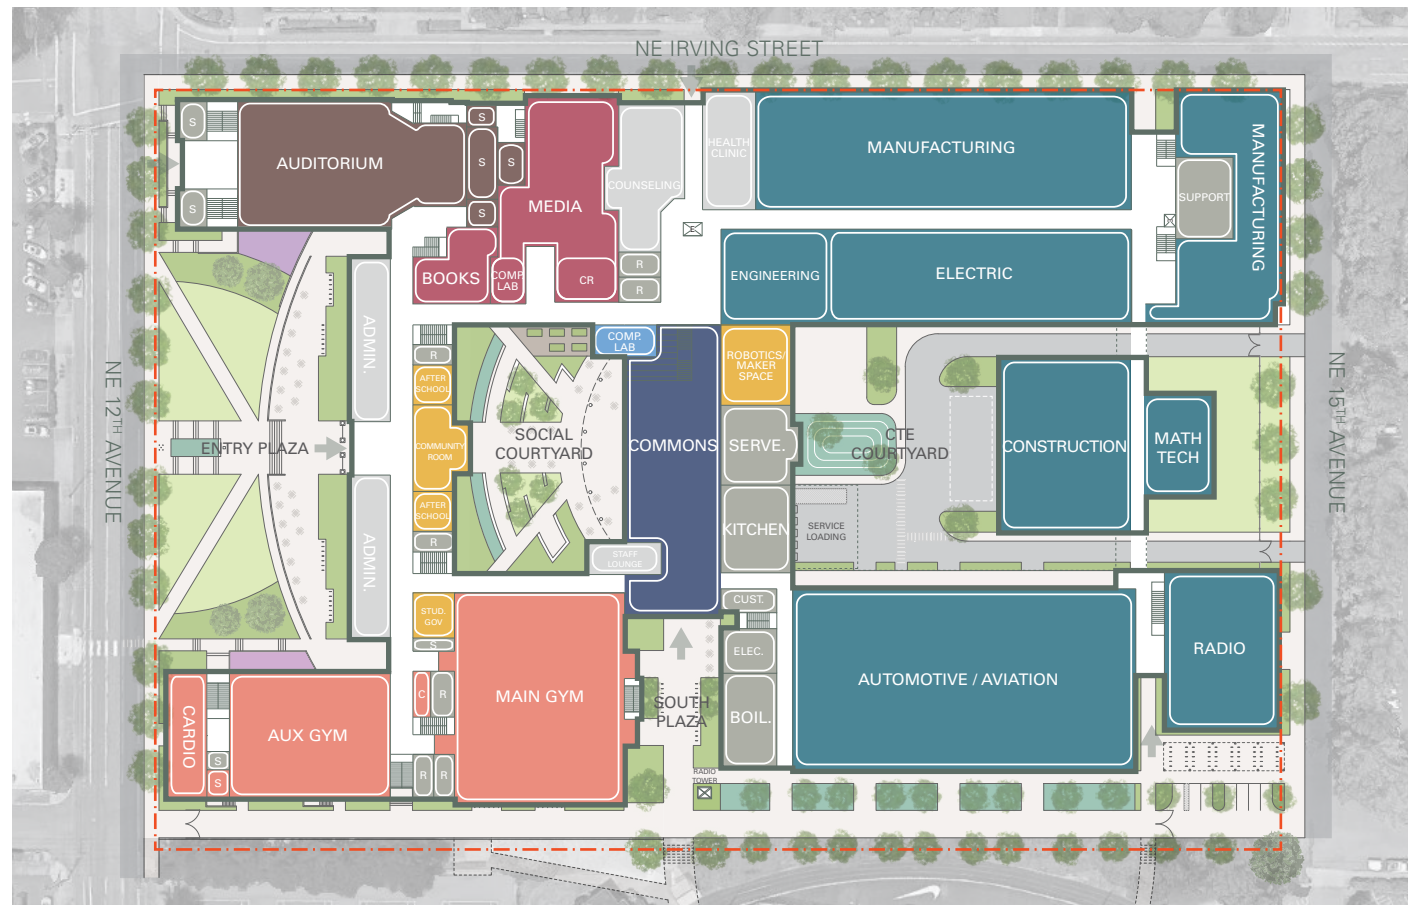 NE IRVING STREET
S
AUDITORIUM
S
S
S
S
S
MEDIA
BOOKS
COMP.
LAB
CR
COUNSELING
R
R
HEALTH
CLINIC
E
MANUFACTURING
MANUFACTURING
SUPPORT
ENGINEERING
ELECTRIC
ADMIN.
R
AFTER
SCHOOL
COMMUNITY
ROOM
AFTER
SCHOOL
R
COMP.
LAB
SOCIAL
COURTYARD
COMMONS
ROBOTICS/
MAKER
SPACE
SERVE.
KITCHEN
CTE
COURTYARD
SERVICE
LOADING
CONSTRUCTION
MATH
TECH
NE 12TH AVENUE
ENTRY PLAZA
NE 15TH AVENUE
ADMIN.
STAFF
LOUNGE
STUD.
GOV
S
C
R
MAIN GYM
CUST.
ELEC.
BOIL.
SOUTH
PLAZA
RADIO
TOWER
AUTOMOTIVE / AVIATION
RADIO
CARDIO
S
S
AUX GYM
R
R